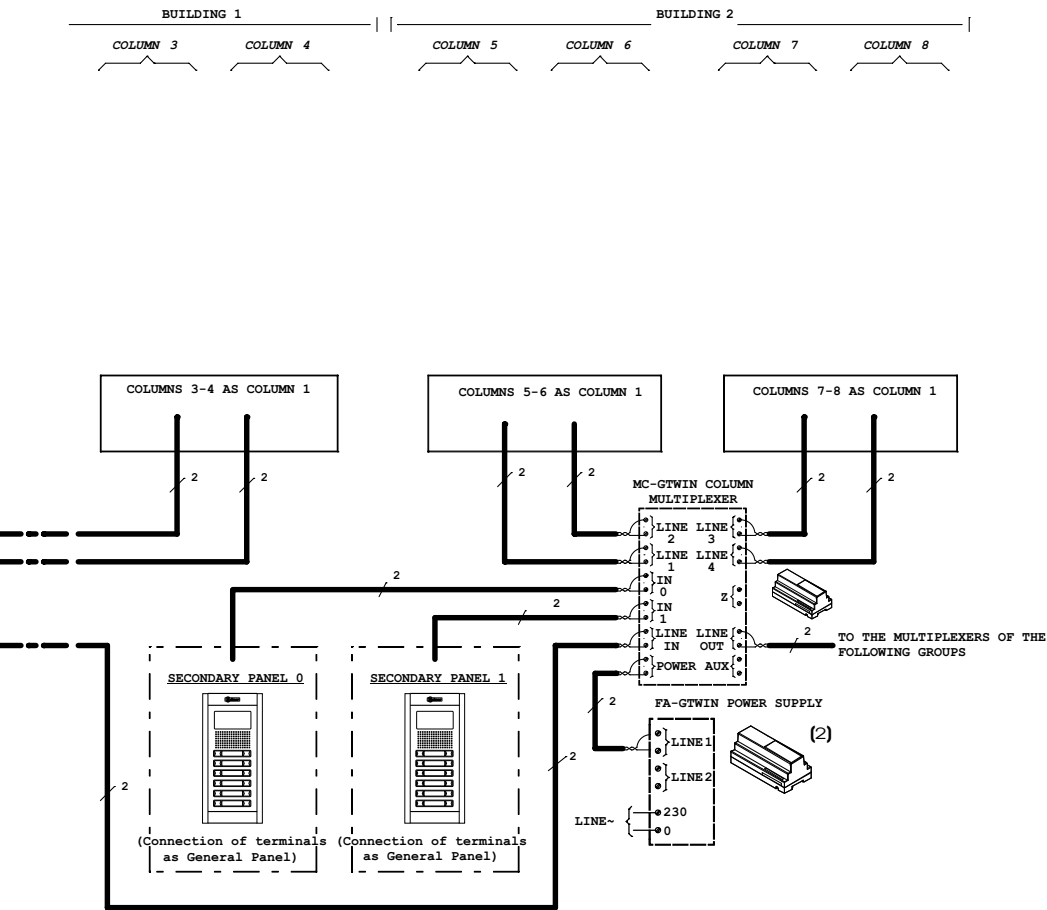 BUILDING 1
BUILDING 2
COLUMN 3
COLUMN 4
COLUMN 5
COLUMN 6
COLUMN 7
COLUMN 8
COLUMNS 3-4 AS COLUMN 1
COLUMNS 5-6 AS COLUMN 1
COLUMNS 7-8 AS COLUMN 1
2
2
2
2
2
2
MC-GTWIN COLUMN
MULTIPLEXER
LINE
2
LINE
3
LINE
1
LINE
4
IN
0
Z
IN
1
LINE
IN
LINE
OUT
POWER
AUX
2
2
2
TO THE MULTIPLEXERS OF THE
FOLLOWING GROUPS
SECONDARY PANEL 0
SECONDARY PANEL 1
2
FA-GTWIN POWER SUPPLY
(2)
LINE1
LINE2
2
2
LINE~
230
0
(Connection of terminals
as General Panel)
(Connection of terminals
as General Panel)